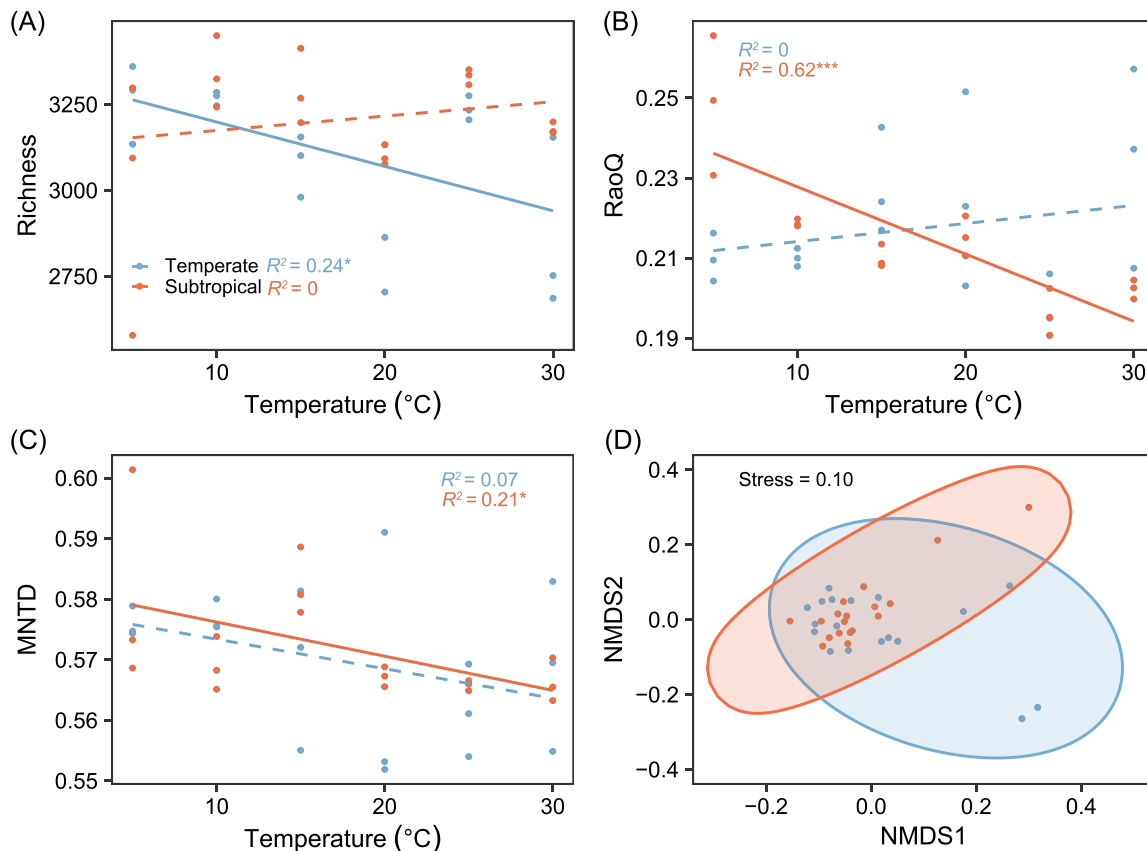 (A)
Richness
3250
3000
2750
Temperate R² = 0.24*
Subtropical R² = 0
10 20 30
Temperature (°C)
(B)
RaoQ
R² = 0
R² = 0.62***
0.25
0.23
0.21
0.19
10 20 30
Temperature (°C)
(C)
MNTD
R² = 0.07
R² = 0.21*
0.60
0.59
0.58
0.57
0.56
0.55
10 20 30
Temperature (°C)
(D)
NMDS2
Stress = 0.10
0.4
0.2
0.0
−0.2
−0.4
−0.2 0.0 0.2 0.4
NMDS1